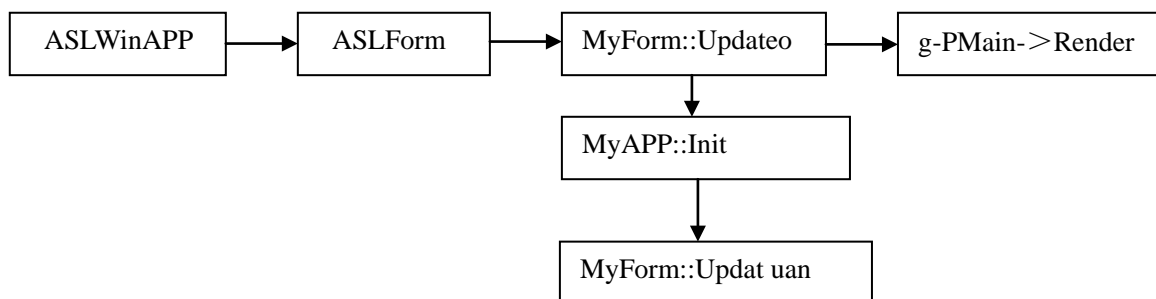 ASLWinAPP
ASLForm
MyForm::Updateo
g-PMain->Render
MyAPP::Init
MyForm::Updat uan